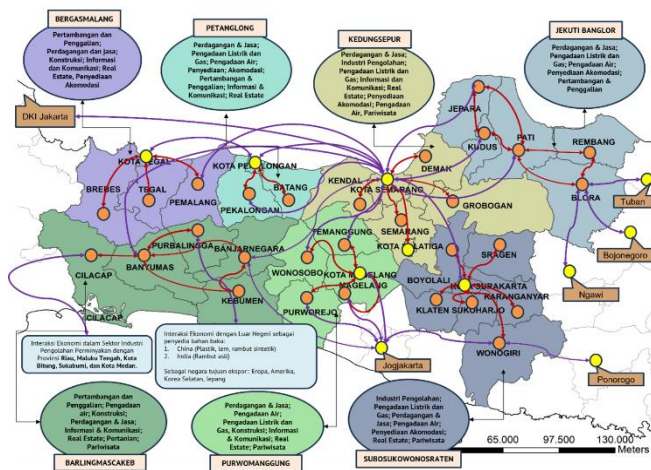 BERGASMALANG
Pertambangan dan
Penggalian;
Perdagangan dan Jasa;
Konstruksi; Informasi
dan Komunikasi; Real
Estate, Penyediaan
Akomodasi
PETANGLONG
Perdagangan & Jasa;
Pengadaan Listrik dan
Gas; Pengadaan Air;
Penyediaan; Akomodasi;
Pertambangan &
Penggalian; Informasi &
Komunikasi; Real Estate
KEDUNGSEPUR
Perdagangan & Jasa;
Industri Pengolahan;
Pengadaan Listrik dan
Gas; Informasi dan
Komunikasi; Real
Estate; Penyediaan
Akomodasi; Pengadaan
Air, Pariwisata
JEKUTI BANGLOR
Perdagangan & Jasa;
Pengadaan Listrik dan
Gas; Pengadaan Air;
Penyediaan Akomodasi;
Pertambangan &
Penggalian
DKI Jakarta
JEPARA
KUDUS
PATI
REMBANG
BLORA
Tuban
Bojonegoro
Ngawi
Ponorogo
KOTA TEGAL
BREBES
TEGAL
PEMALANG
KOTA PEKALONGAN
BATANG
PEKALONGAN
KENDAL
KOTA SEMARANG
DEMAK
GROBOGAN
SEMARANG
KOTA SALATIGA
TEMANGGUNG
WONOSOBO
KOTA MAGELANG
MAGELANG
PURWOREJO
PURBALINGGA
BANJARNEGARA
BANYUMAS
CILACAP
CILACAP
KEBUMEN
SRAGEN
BOYOLALI
KOTA SURAKARTA
KARANGANYAR
KLATEN
SUKOHARJO
WONOGIRI
Jogjakarta
Interaksi Ekonomi dalam Sektor Industri
Pengolahan Perminyakan dengan
Provinsi Riau, Maluku Tengah, Kota
Bitang, Sukabumi, dan Kota Medan.
Interaksi Ekonomi dengan Luar Negeri sebagai
penyedia bahan baku:
1. China (Plastik, lem, rambut sintetik)
2. India (Rambut asli)
Sebagai negara tujuan ekspor: Eropa, Amerika,
Korea Selatan, Jepang
Pertambangan dan
Penggalian; Pengadaan
air; Konstruksi;
Perdagangan & Jasa;
Informasi & Komunikasi;
Real Estate; Pertanian;
Pariwisata
BARLINGMASCAKEB
Perdagangan & Jasa;
Pengadaan Air;
Pengadaan Listrik dan
Gas, Konstruksi; Informasi
& Komunikasi; Real
Estate; Pariwisata
PURWOMANGGUNG
Industri Pengolahan;
Pengadaan Listrik dan
Gas; Perdagangan &
Jasa; Pengadaan Air;
Penyediaan Akomodasi;
Real Estate; Pariwisata
SUBOSUKOWONOSRATEN
65.000 97.500 130.000
Meters